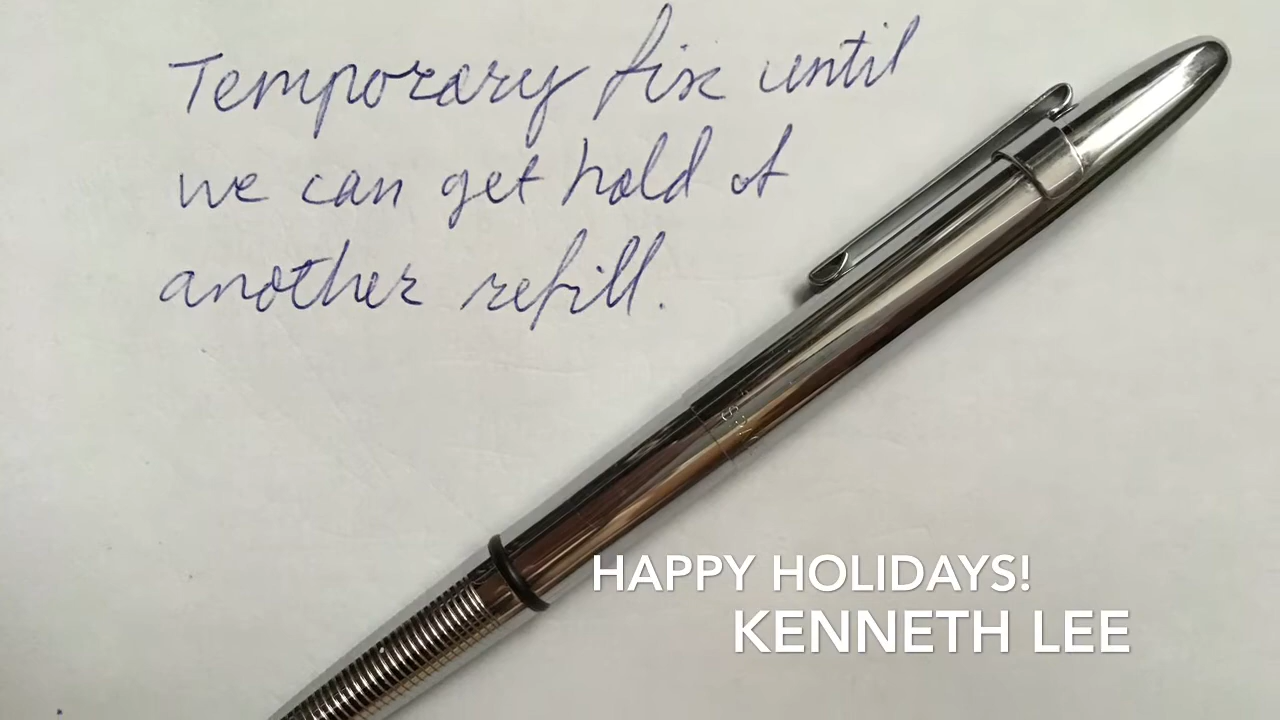 Temporary fix until
we can get hold of
another refill.
HAPPY HOLIDAYS!
KENNETH LEE